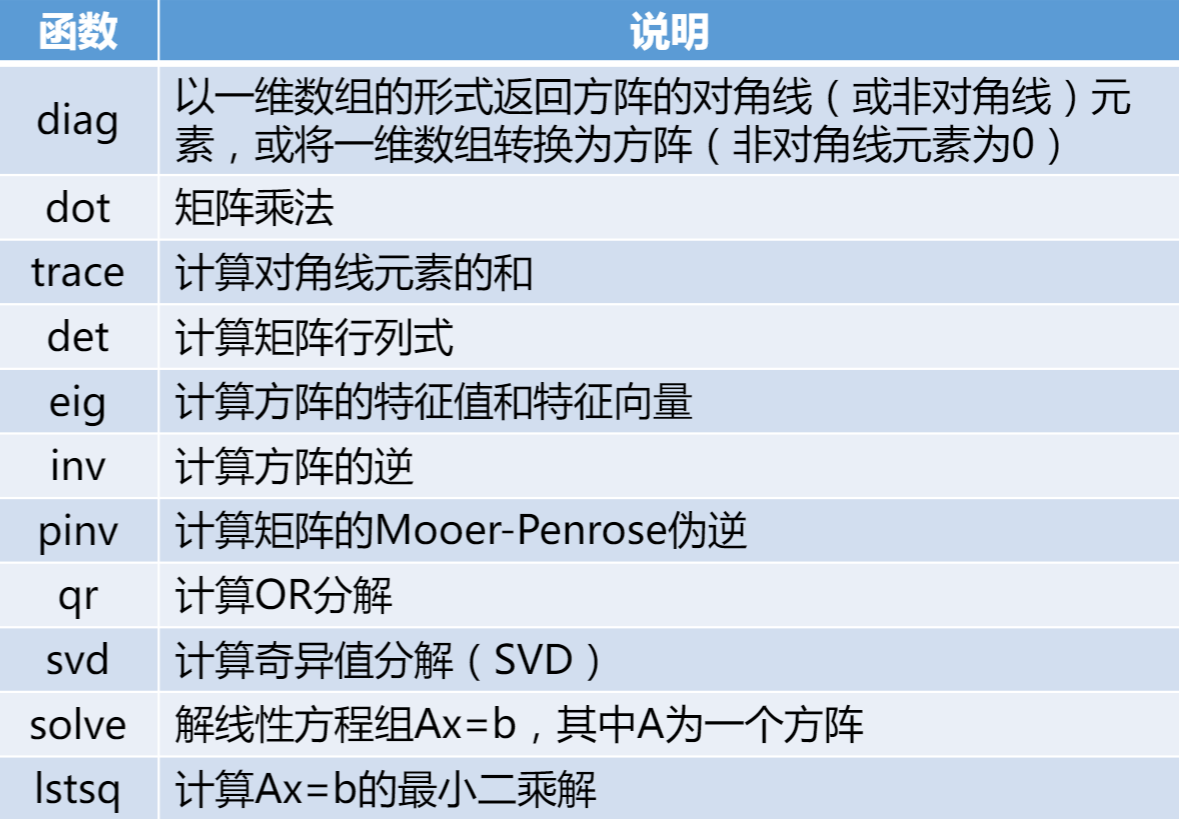 函数 说明
diag 以一维数组的形式返回方阵的对角线（或非对角线）元
素，或将一维数组转换为方阵（非对角线元素为0）
dot 矩阵乘法
trace 计算对角线元素的和
det 计算矩阵行列式
eig 计算方阵的特征值和特征向量
inv 计算方阵的逆
pinv 计算矩阵的Mooer-Penrose伪逆
qr 计算OR分解
svd 计算奇异值分解（SVD）
solve 解线性方程组Ax=b，其中A为一个方阵
lstsq 计算Ax=b的最小二乘解